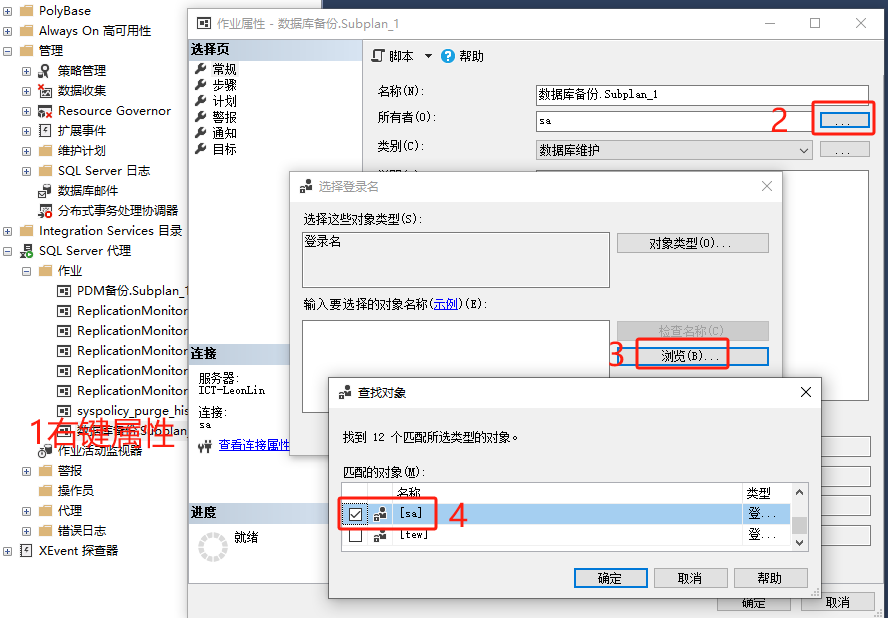 PolyBase
Always On 高可用性
管理
策略管理
数据收集
Resource Governor
扩展事件
维护计划
SQL Server 日志
数据库邮件
分布式事务处理协调器
Integration Services 目录
SQL Server 代理
作业
PDM备份.Subplan_1
ReplicationMonitor
ReplicationMonitor
ReplicationMonitor
ReplicationMonitor
ReplicationMonitor
syspolicy_purge_his
数据库备份.Subplan_
1右键属性
作业活动监视器
警报
操作员
代理
错误日志
XEvent 探查器
作业属性 - 数据库备份.Subplan_1
选择页
常规
步骤
计划
警报
通知
目标
连接
服务器:
ICT-LeonLin
连接:
sa
查看连接属性
进度
就绪
脚本
帮助
名称(N):
数据库备份.Subplan_1
所有者(O):
sa
2
...
类别(C):
数据库维护
...
选择登录名
选择这些对象类型(S):
登录名
对象类型(O)...
输入要选择的对象名称(示例)(E):
检查名称(C)
3
浏览(B)...
查找对象
找到 12 个匹配所选类型的对象。
匹配的对象(M):
名称
类型
[sa]
登...
4
[tew]
登...
确定
取消
帮助
确定
取消